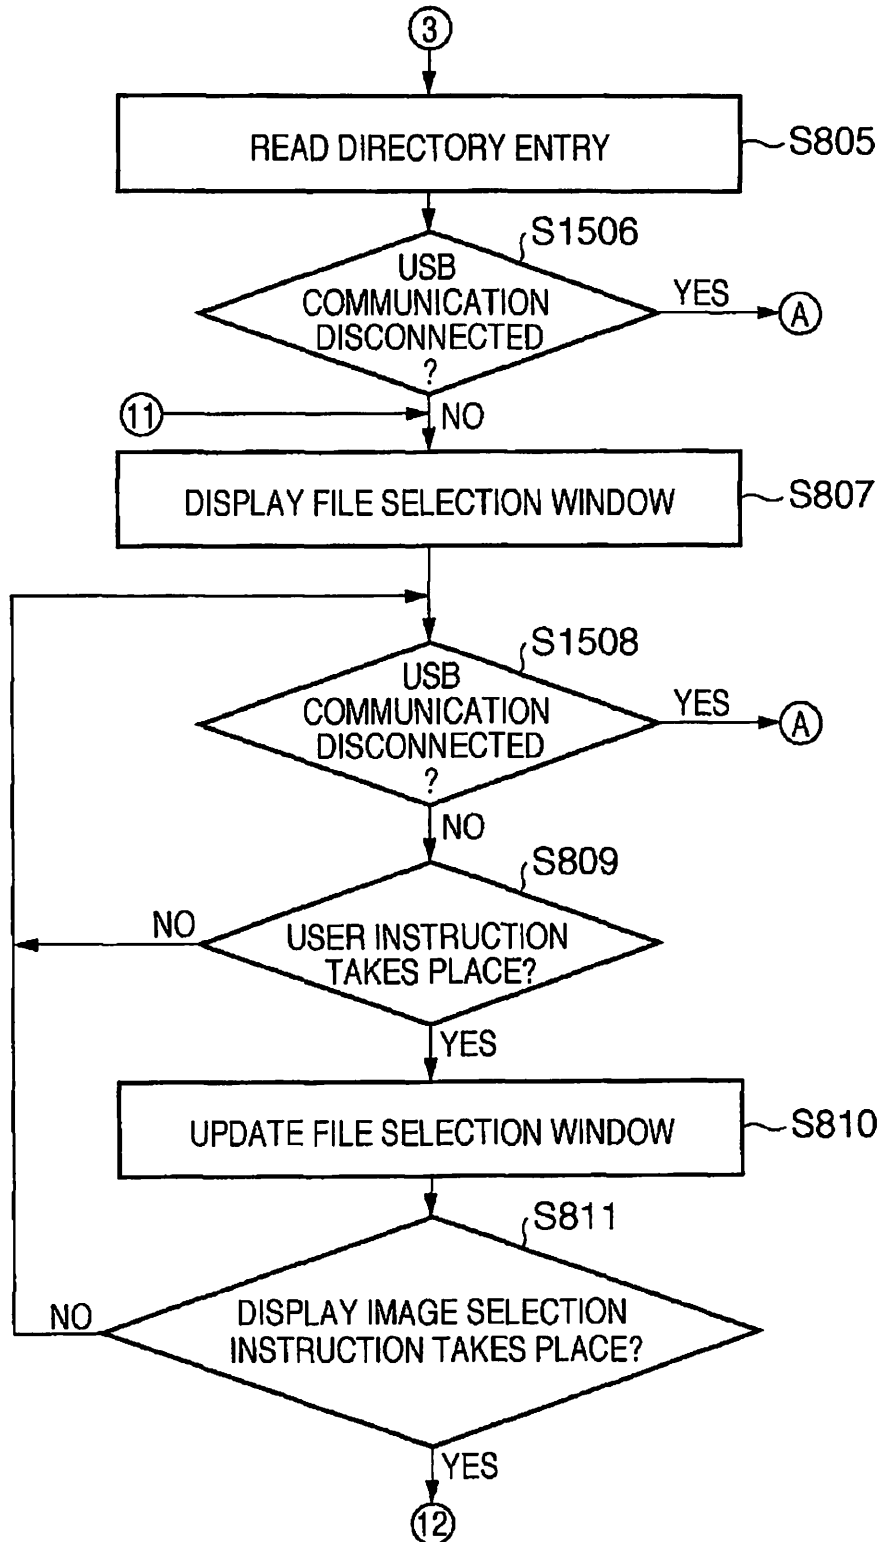 3
READ DIRECTORY ENTRY
S805
S1506
USB
COMMUNICATION
DISCONNECTED
?
YES
A
11
NO
DISPLAY FILE SELECTION WINDOW
S807
S1508
USB
COMMUNICATION
DISCONNECTED
?
YES
A
NO
S809
NO
USER INSTRUCTION
TAKES PLACE?
YES
UPDATE FILE SELECTION WINDOW
S810
S811
NO
DISPLAY IMAGE SELECTION
INSTRUCTION TAKES PLACE?
YES
12